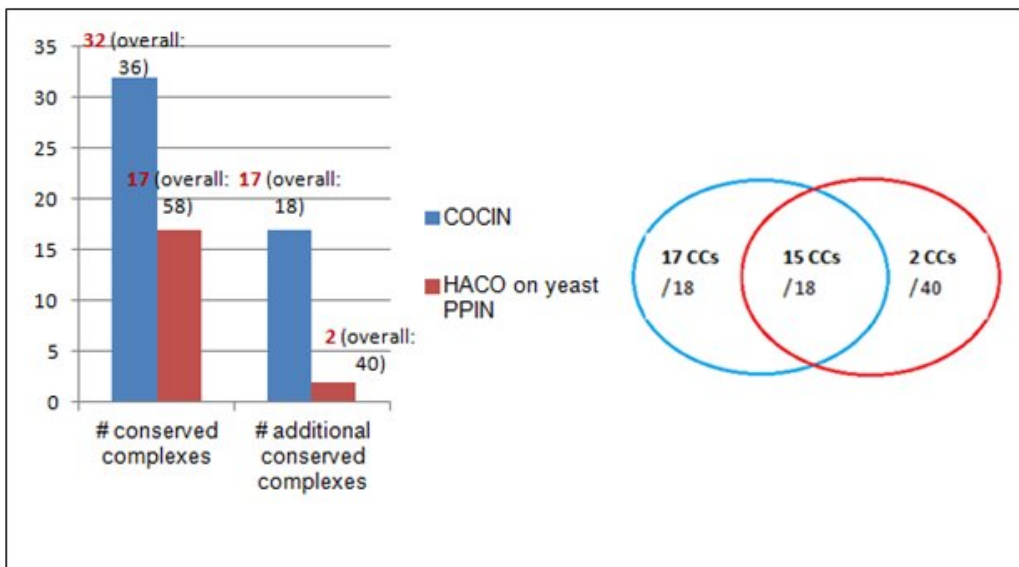 32 (overall:
36)
35
30
25
20
15
10
5
0
17 (overall:
58)
17 (overall:
18)
2 (overall:
40)
# conserved
complexes
# additional
conserved
complexes
COCIN
HACO on yeast
PPIN
17 CCs
/18
15 CCs
/18
2 CCs
/40